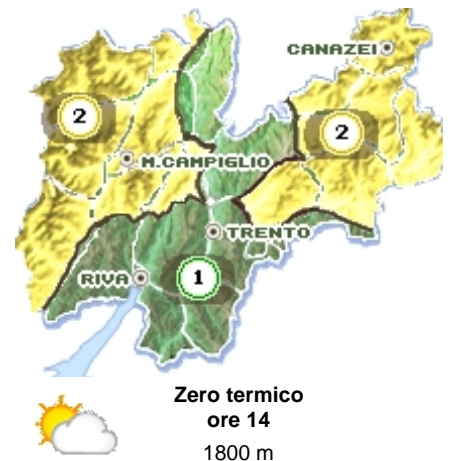 CANAZEI
2
2
M.CAMPIGLIO
TRENTO
RIVA
1
Zero termico
ore 14
1800 m